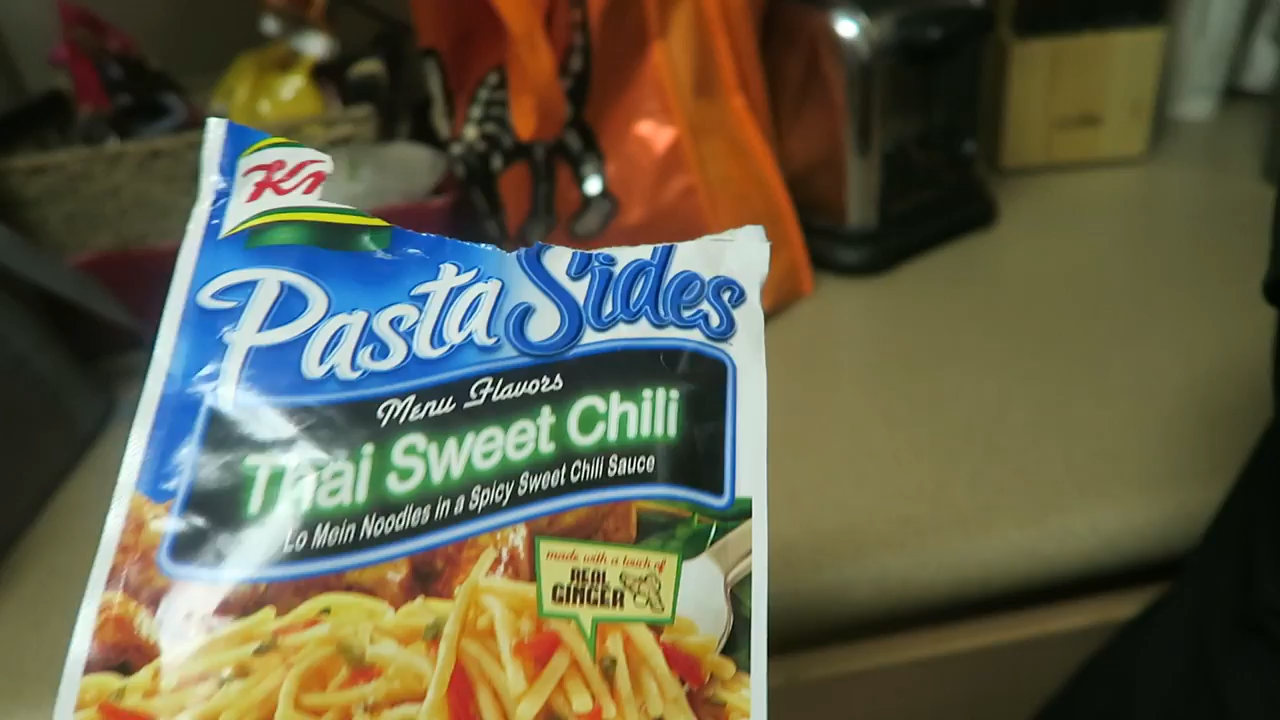 Kn
Pasta Sides
Menu Flavors
Thai Sweet Chili
Lo Mein Noodles in a Spicy Sweet Chili Sauce
made with a touch of
REAL
GINGER